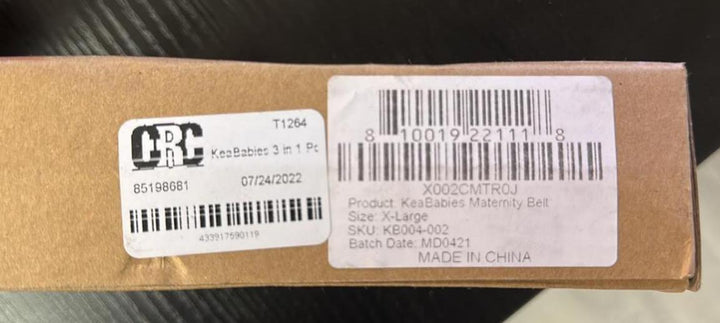 T1264
CRC
KeaBabies 3 in 1 Po
85198681
07/24/2022
433917590119
8 10019 22111 8
X002CMTR0J
Product: KeaBabies Maternity Belt
Size: X-Large
SKU: KB004-002
Batch Date: MD0421
MADE IN CHINA